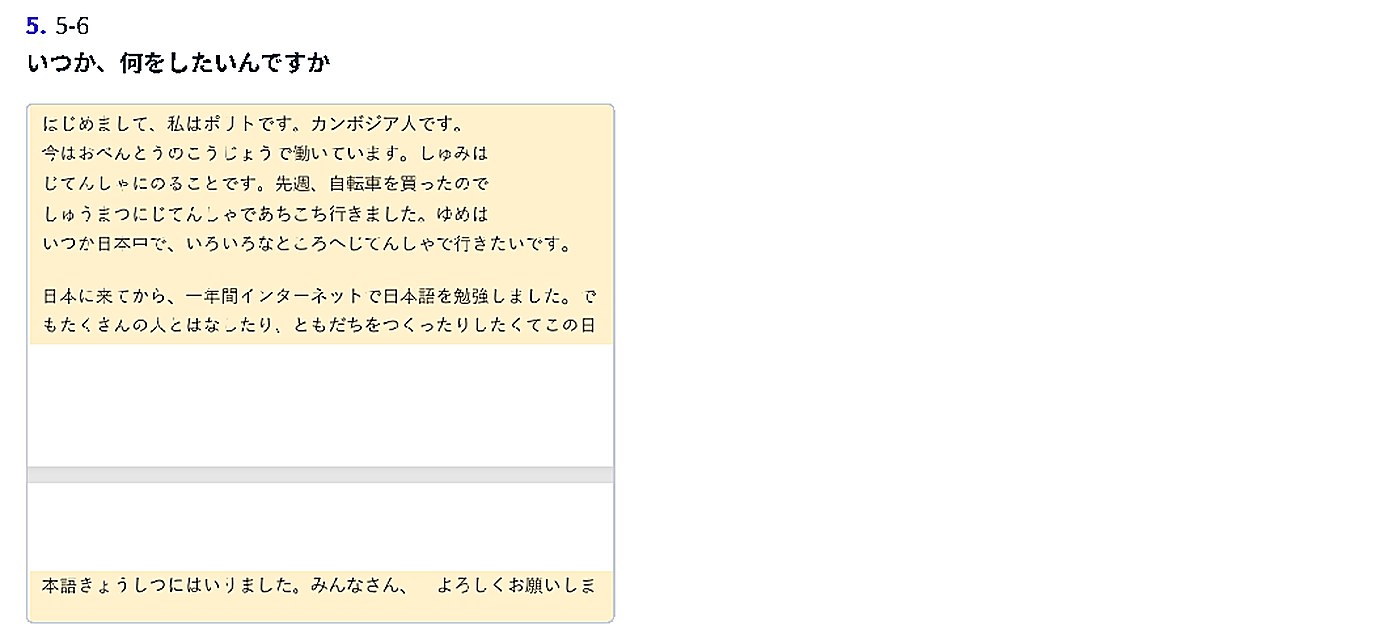 5. 5-6
いつか、何をしたいんですか
はじめまして、私はポリトです。カンボジア人です。
今はおべんとうのこうじょうで働いています。しゅみは
じてんしゃにのることです。先週、自転車を買ったので
しゅうまつにじてんしゃであちこち行きました。ゆめは
いつか日本中で、いろいろなところへじてんしゃで行きたいです。
日本に来てから、一年間インターネットで日本語を勉強しました。で
もたくさんの人とはなしたり、ともだちをつくったりしたくてこの日
本語きょうしつにはいりました。みんなさん、　よろしくお願いしま